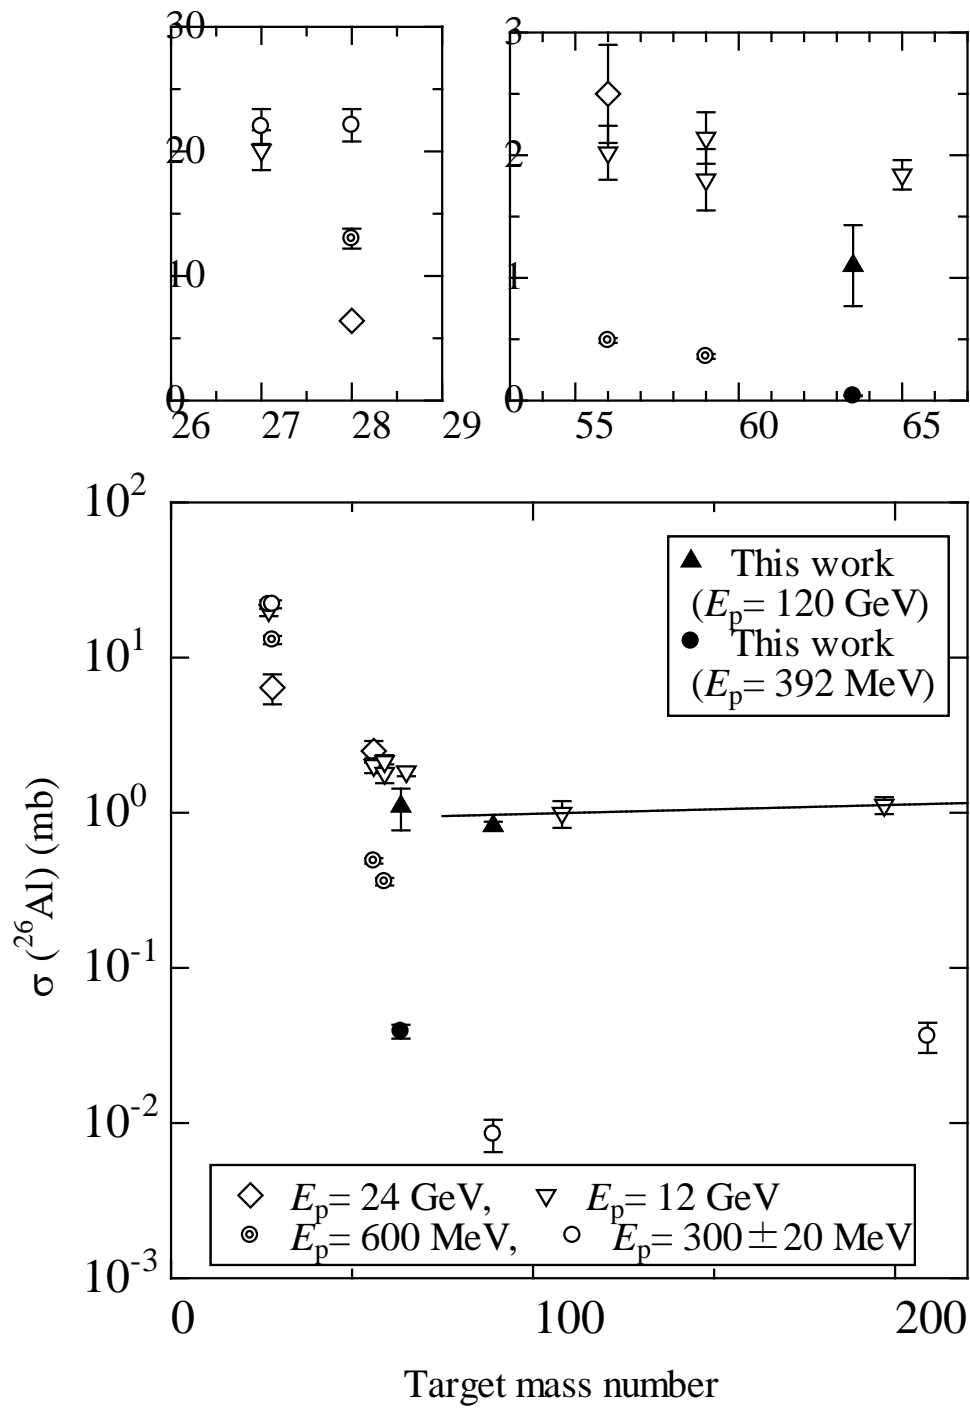 30
20
10
0
26 27 28 29
3
2
1
0
55 60 65
10^2
10^1
10^0
10^-1
10^-2
10^-3
σ (^26Al) (mb)
▲ This work
(E_p= 120 GeV)
● This work
(E_p= 392 MeV)
◇ E_p= 24 GeV, ▽ E_p= 12 GeV
◎ E_p= 600 MeV, ○ E_p= 300±20 MeV
0 100 200
Target mass number